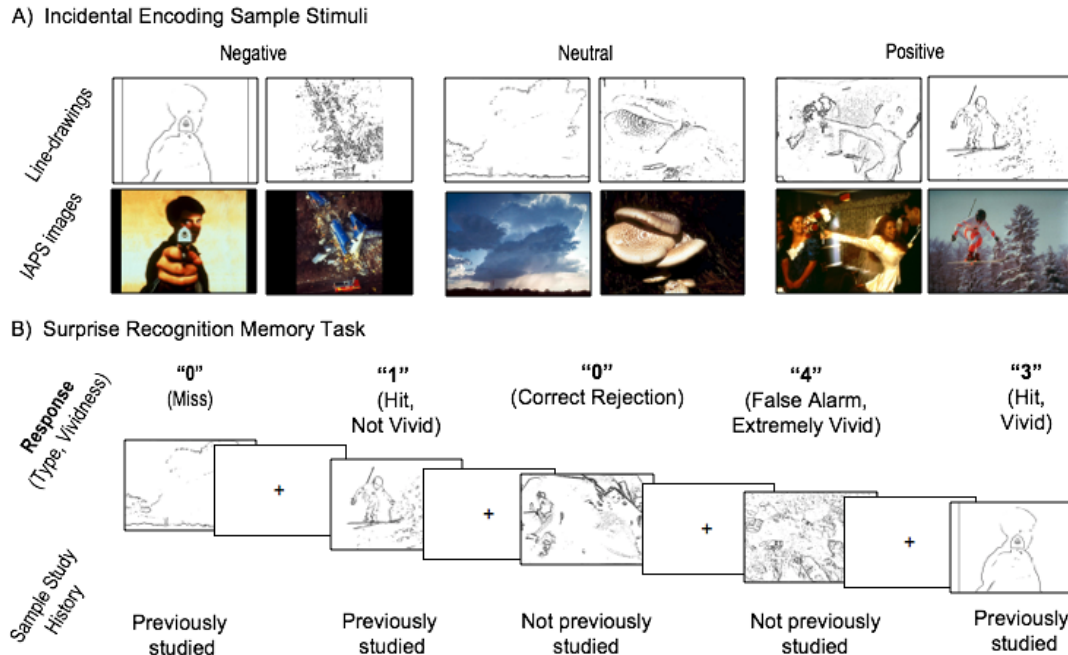 A) Incidental Encoding Sample Stimuli
Negative
Neutral
Positive
Line-drawings
IAPS images
B) Surprise Recognition Memory Task
Response
(Type, Vividness)
“0”
(Miss)
“1”
(Hit,
Not Vivid)
“0”
(Correct Rejection)
“4”
(False Alarm,
Extremely Vivid)
“3”
(Hit,
Vivid)
+
+
+
+
Sample Study
History
Previously
studied
Previously
studied
Not previously
studied
Not previously
studied
Previously
studied